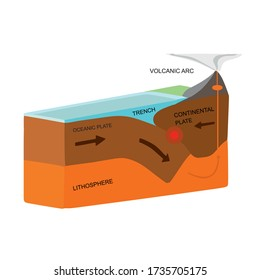 VOLCANIC ARC
TRENCH
CONTINENTAL
PLATE
OCEANIC PLATE
LITHOSPHERE
shutterstock.com · 1735705175